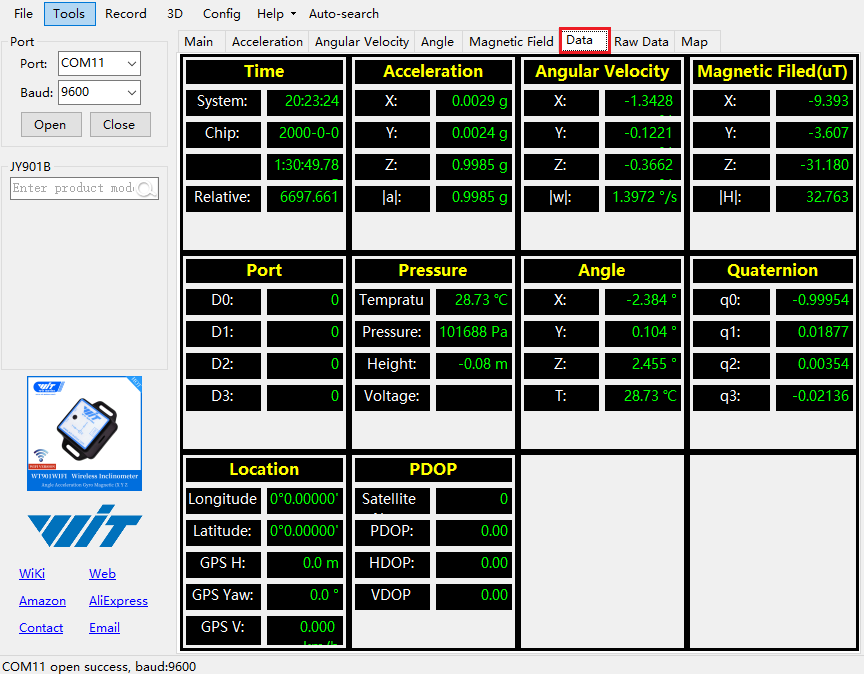 File Tools Record 3D Config Help Auto-search
Port
Port: COM11
Baud: 9600
Open Close
JY901B
Enter product mod
Main Acceleration Angular Velocity Angle Magnetic Field Data Raw Data Map
Time Acceleration Angular Velocity Magnetic Filed(uT)
System: 20:23:24 X: 0.0029 g X: -1.3428 X: -9.393
Chip: 2000-0-0 Y: 0.0024 g Y: -0.1221 Y: -3.607
1:30:49.78 Z: 0.9985 g Z: -0.3662 Z: -31.180
Relative: 6697.661 |a|: 0.9985 g |w|: 1.3972 °/s |H|: 32.763
Port Pressure Angle Quaternion
D0: 0 Tempratu 28.73 ℃ X: -2.384 ° q0: -0.99954
D1: 0 Pressure: 101688 Pa Y: 0.104 ° q1: 0.01877
D2: 0 Height: -0.08 m Z: 2.455 ° q2: 0.00354
D3: 0 Voltage: T: 28.73 ℃ q3: -0.02136
Location PDOP
Longitude 0°0.00000' Satellite 0
Latitude: 0°0.00000' PDOP: 0.00
GPS H: 0.0 m HDOP: 0.00
GPS Yaw: 0.0 ° VDOP 0.00
GPS V: 0.000
WIT
WT901WIFI Wireless Inclinometer
Angle Acceleration Gyro Magnetic (X Y Z
WIT
WiKi Web
Amazon AliExpress
Contact Email
COM11 open success, baud:9600